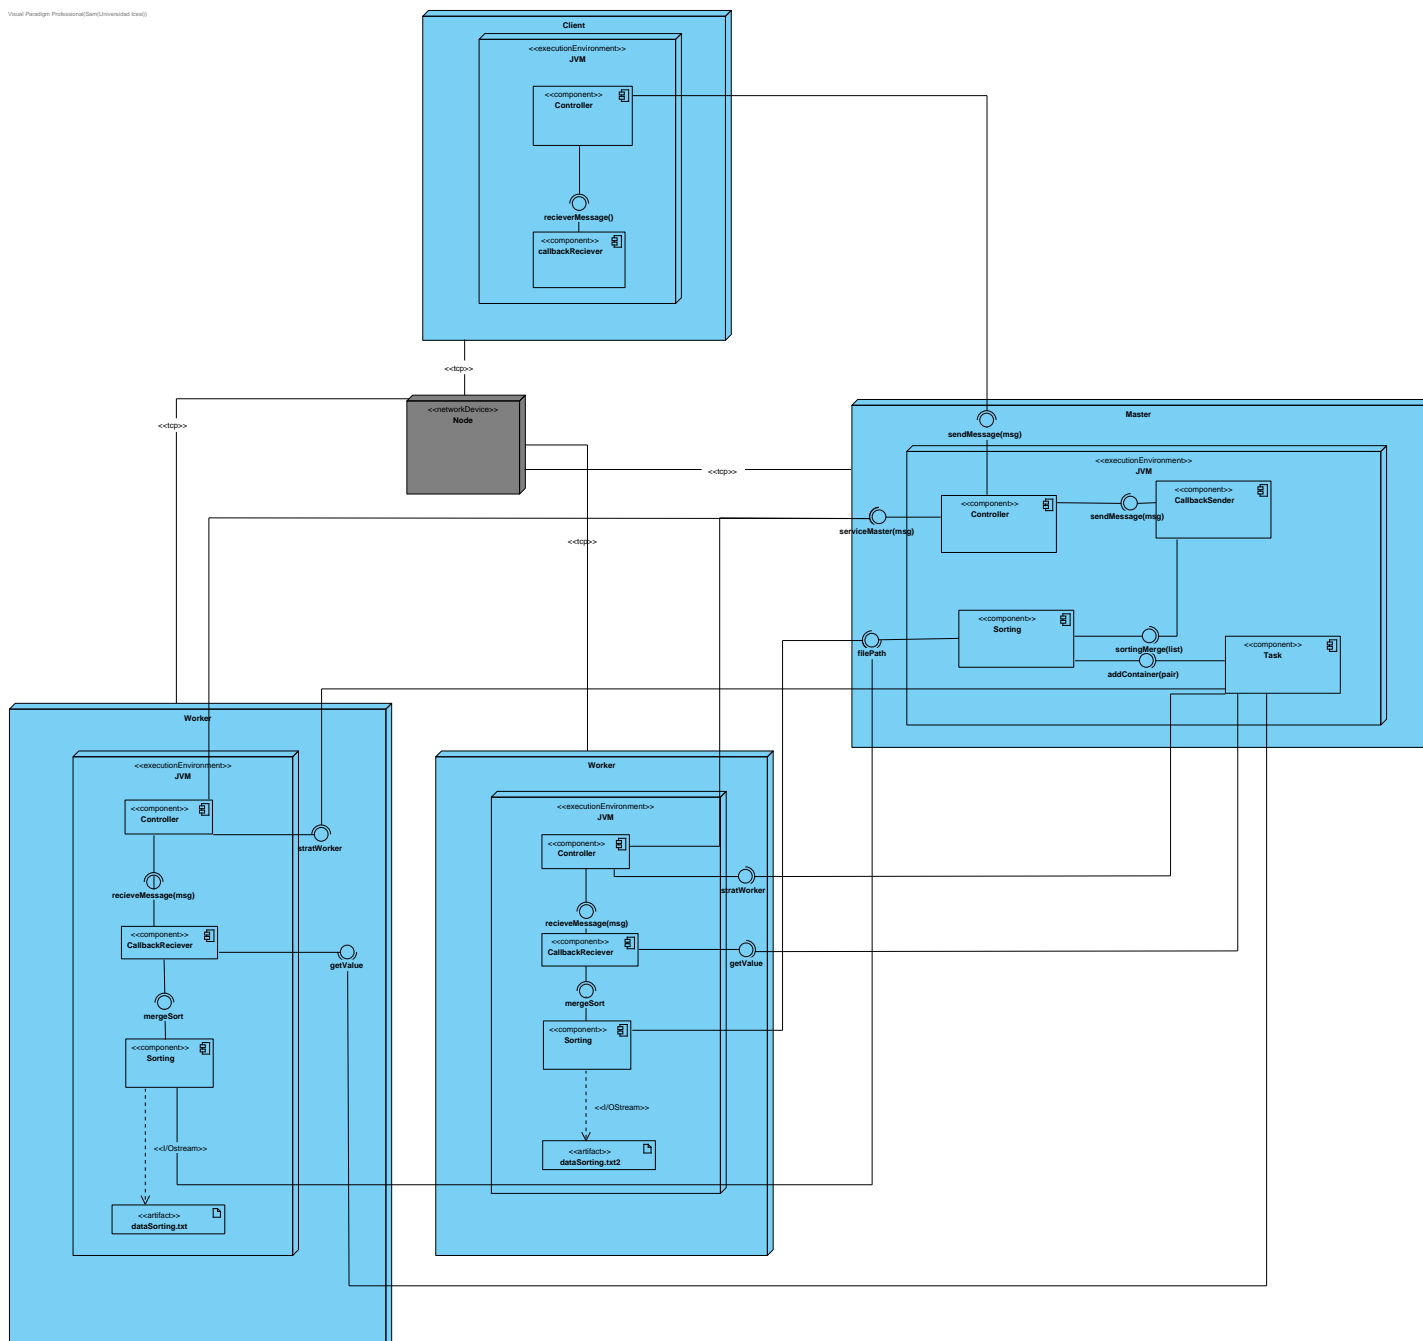 Visual Paradigm Professional(Sam(Universidad Icesi))
Client
<<executionEnvironment>>
JVM
<<component>>
Controller
recieverMessage()
<<component>>
callbackReciever
<<tcp>>
<<networkDevice>>
Node
<<tcp>>
<<tcp>>
<<tcp>>
Master
sendMessage(msg)
<<executionEnvironment>>
JVM
<<component>>
Controller
serviceMaster(msg)
sendMessage(msg)
<<component>>
CallbackSender
<<component>>
Sorting
filePath
sortingMerge(list)
addContainer(pair)
<<component>>
Task
Worker
<<executionEnvironment>>
JVM
<<component>>
Controller
stratWorker
recieveMessage(msg)
<<component>>
CallbackReciever
getValue
mergeSort
<<component>>
Sorting
<<I/Ostream>>
<<artifact>>
dataSorting.txt
Worker
<<executionEnvironment>>
JVM
<<component>>
Controller
stratWorker
recieveMessage(msg)
<<component>>
CallbackReciever
getValue
mergeSort
<<component>>
Sorting
<<I/OStream>>
<<artifact>>
dataSorting.txt2